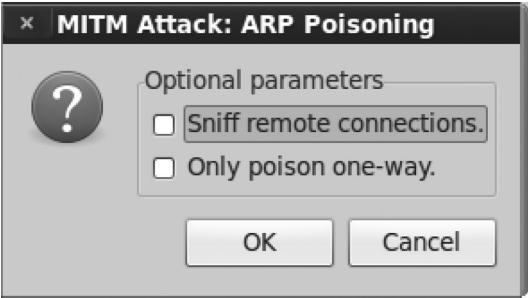 MITM Attack: ARP Poisoning
Optional parameters
Sniff remote connections.
Only poison one-way.
OK
Cancel